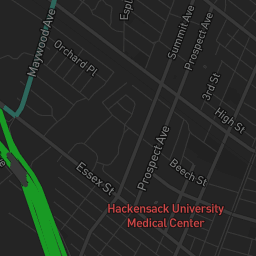 Maywood Ave
Espl
Summit Ave
Prospect Ave
Orchard Pl
3rd St
High St
Prospect Ave
Beech St
Essex St
Hackensack University
Medical Center